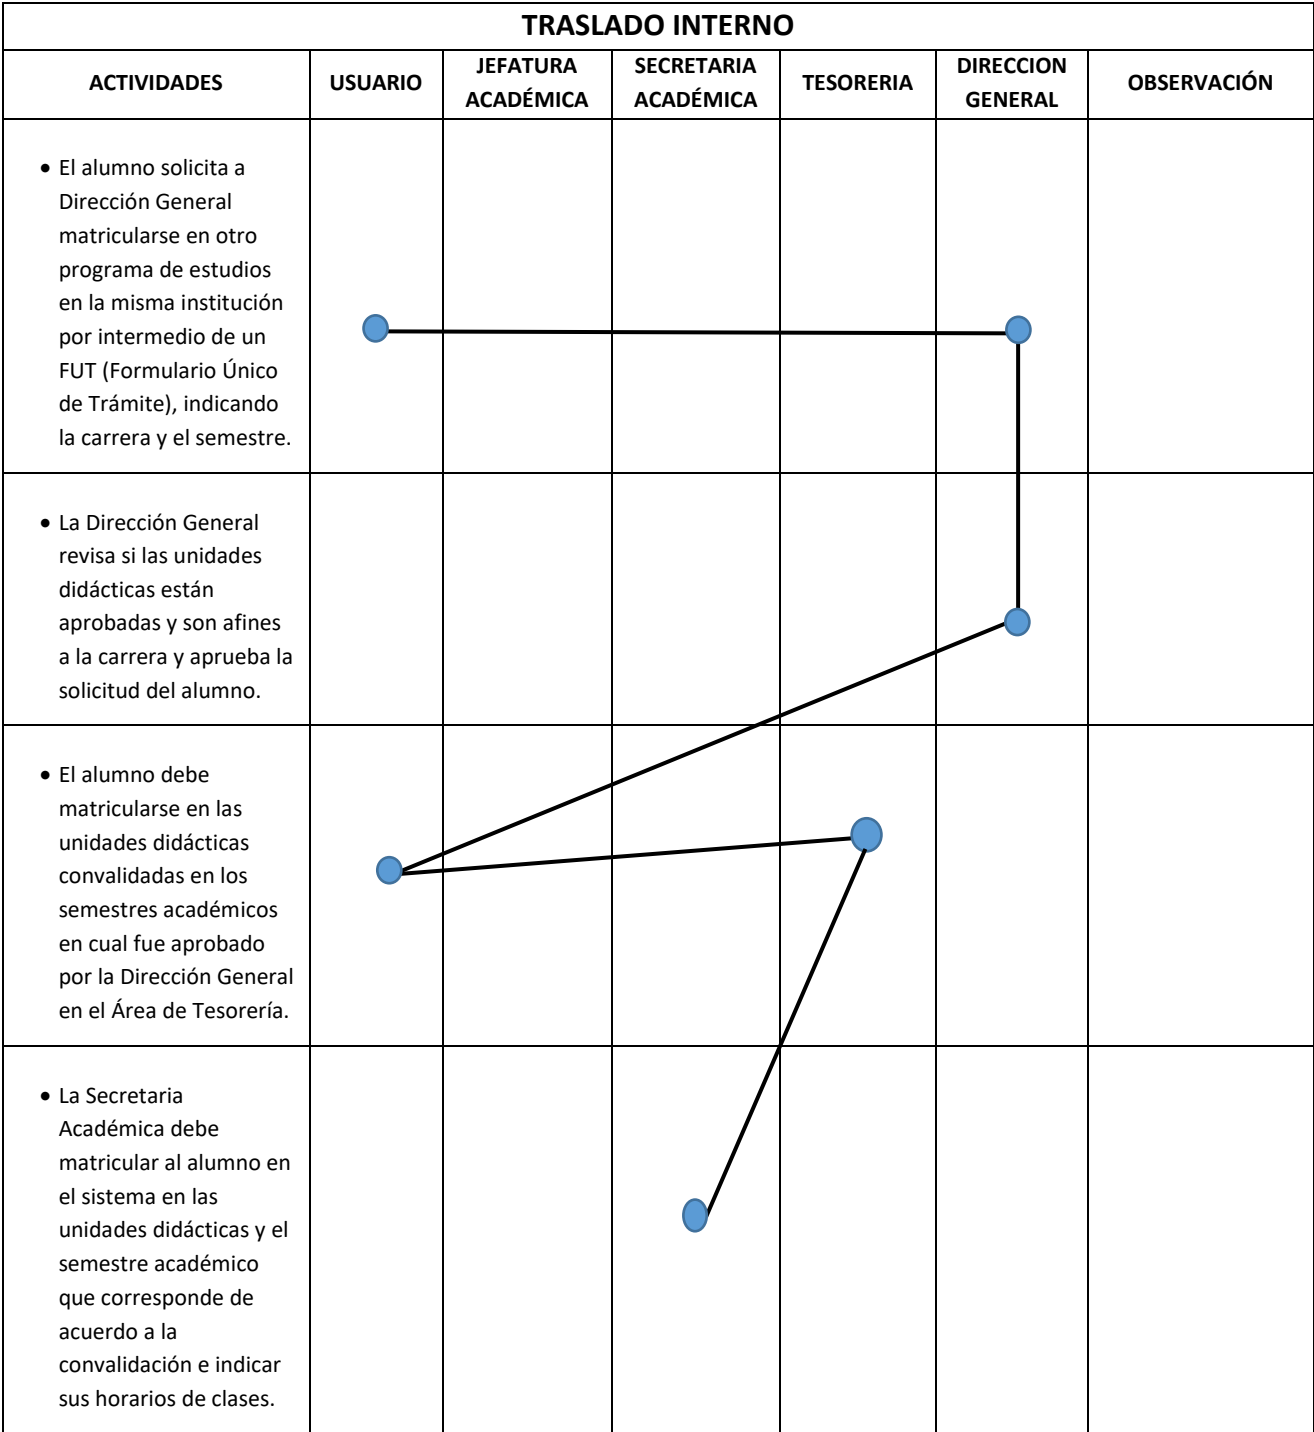 TRASLADO INTERNO
ACTIVIDADES
USUARIO
JEFATURA
ACADÉMICA
SECRETARIA
ACADÉMICA
TESORERIA
DIRECCION
GENERAL
OBSERVACIÓN
• El alumno solicita a
Dirección General
matricularse en otro
programa de estudios
en la misma institución
por intermedio de un
FUT (Formulario Único
de Trámite), indicando
la carrera y el semestre.
• La Dirección General
revisa si las unidades
didácticas están
aprobadas y son afines
a la carrera y aprueba la
solicitud del alumno.
• El alumno debe
matricularse en las
unidades didácticas
convalidadas en los
semestres académicos
en cual fue aprobado
por la Dirección General
en el Área de Tesorería.
• La Secretaria
Académica debe
matricular al alumno en
el sistema en las
unidades didácticas y el
semestre académico
que corresponde de
acuerdo a la
convalidación e indicar
sus horarios de clases.